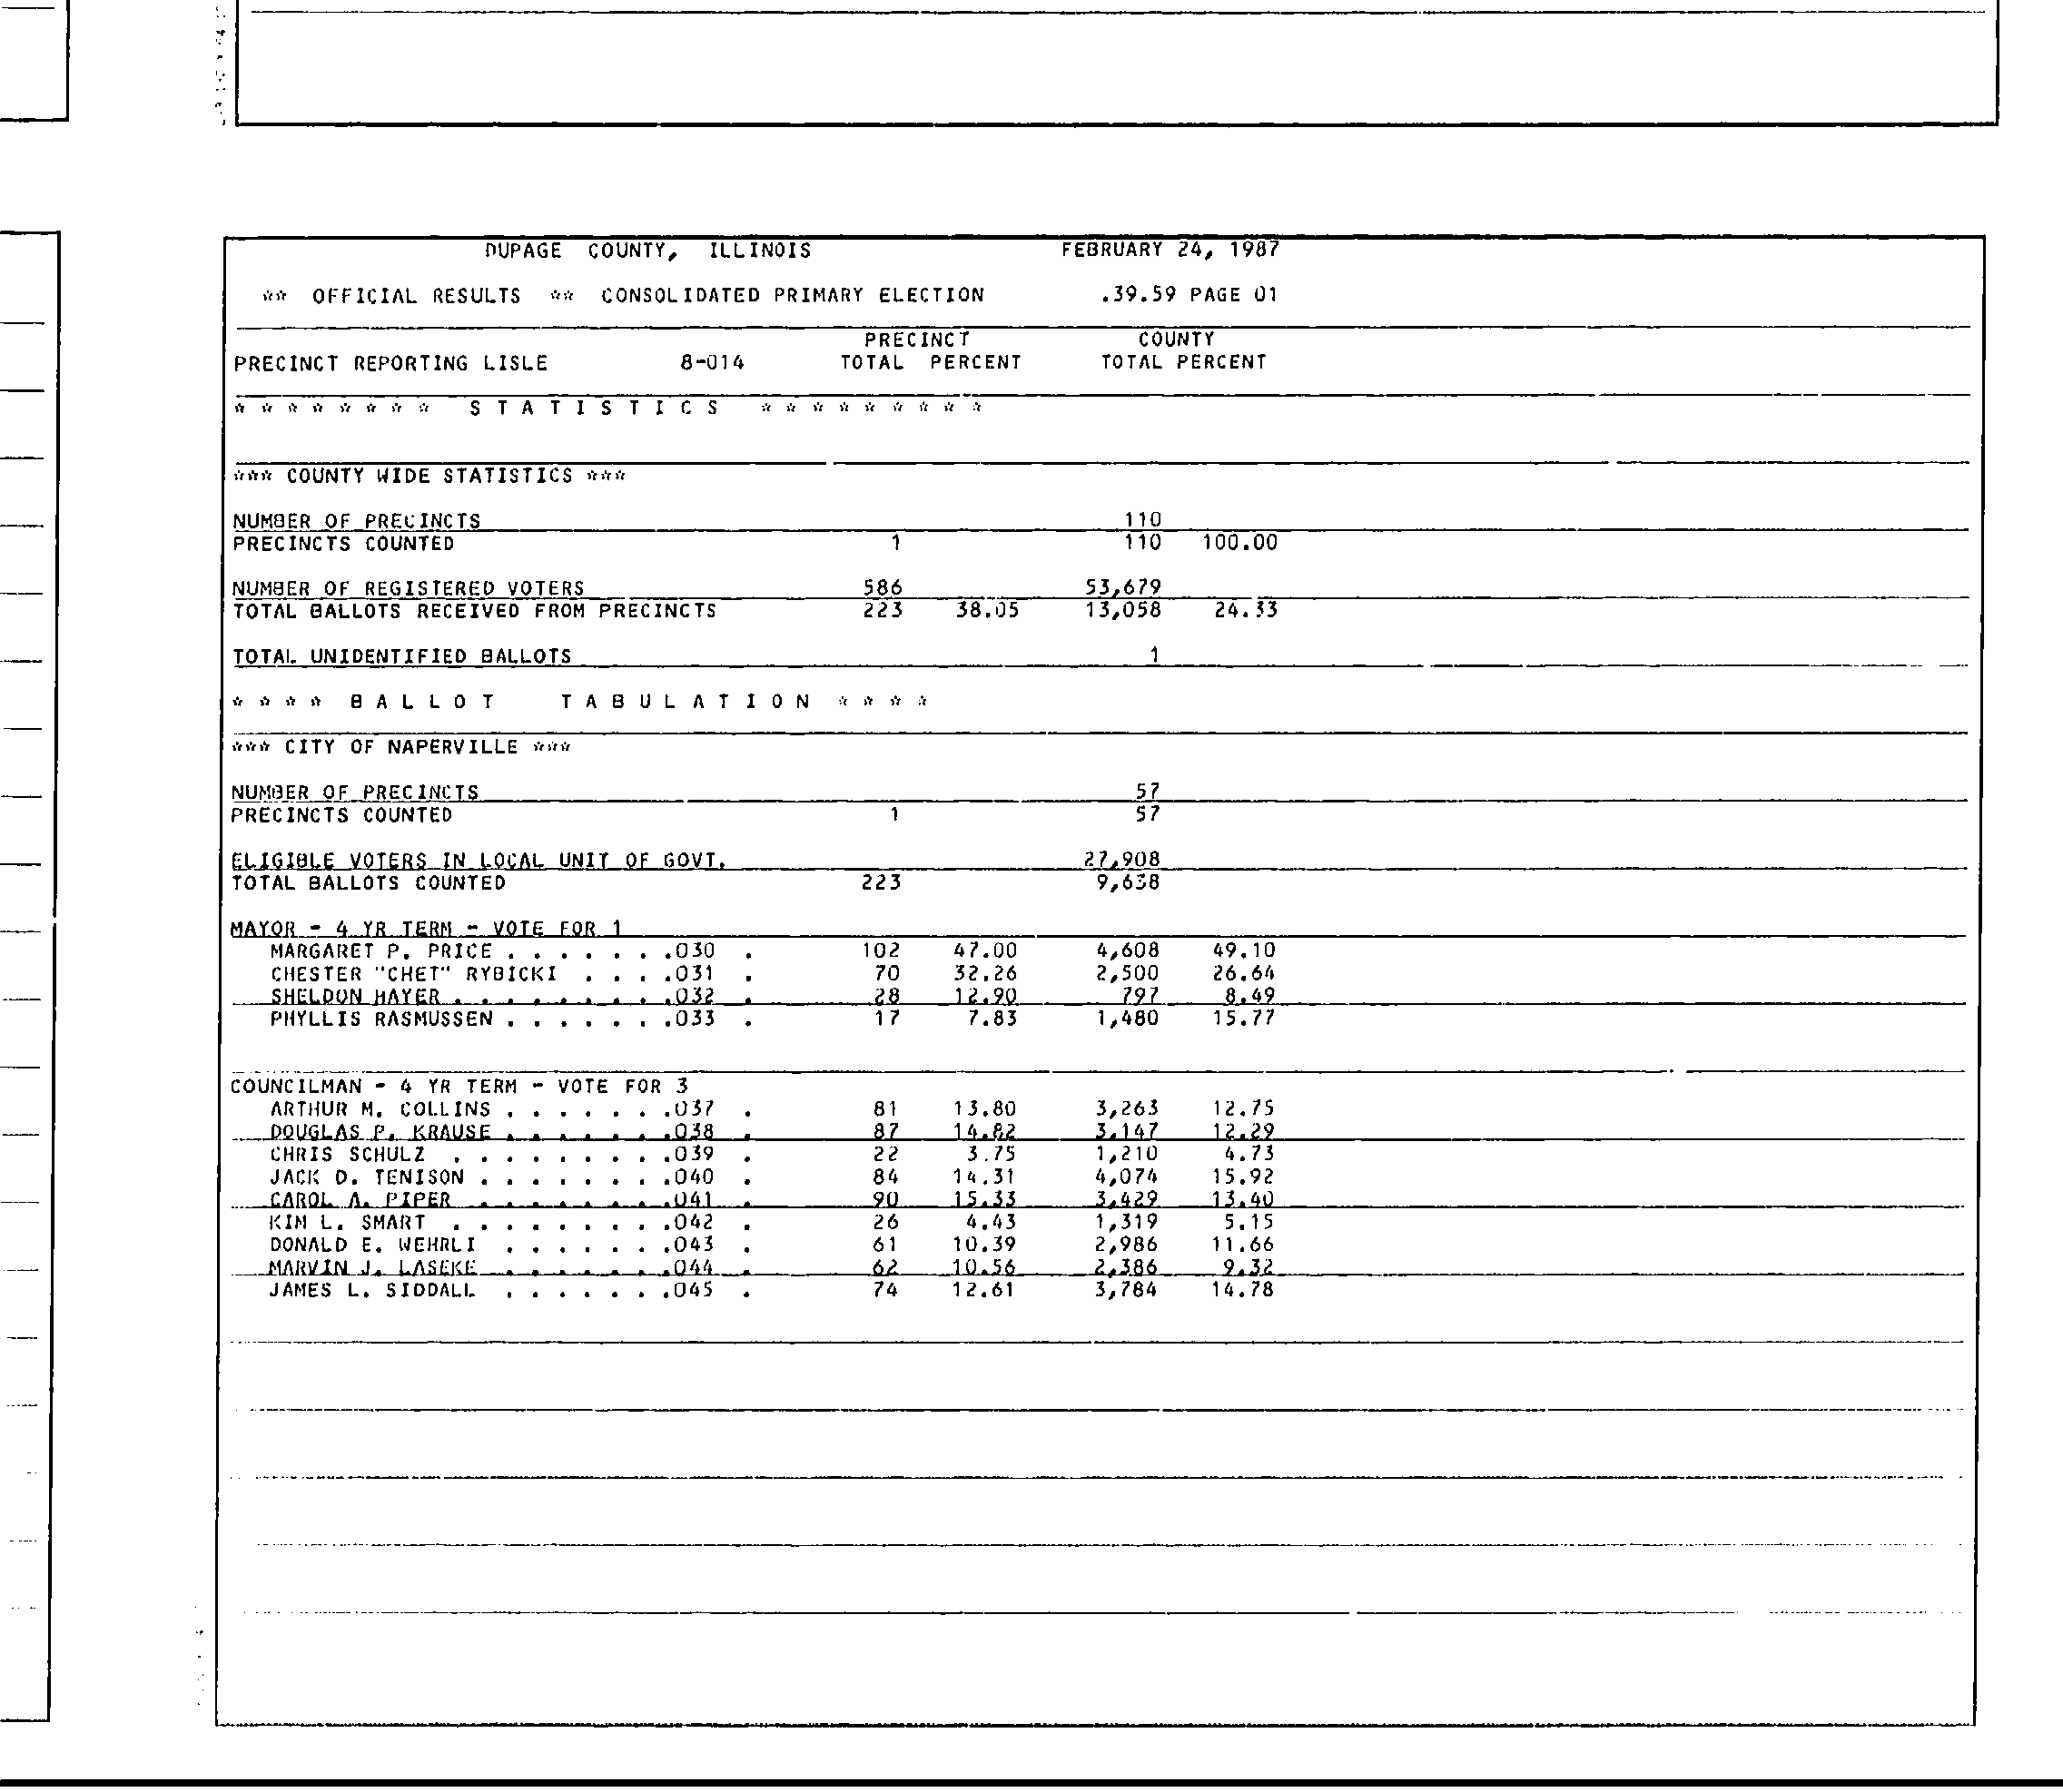 DUPAGE COUNTY, ILLINOIS FEBRUARY 24, 1987
** OFFICIAL RESULTS ** CONSOLIDATED PRIMARY ELECTION .39.59 PAGE 01
PRECINCT COUNTY
PRECINCT REPORTING LISLE 8-014 TOTAL PERCENT TOTAL PERCENT
* * * * * * * * S T A T I S T I C S * * * * * * * * *
*** COUNTY WIDE STATISTICS ***
NUMBER OF PRECINCTS 110
PRECINCTS COUNTED 1 110 100.00
NUMBER OF REGISTERED VOTERS 586 53,679
TOTAL BALLOTS RECEIVED FROM PRECINCTS 223 38.05 13,058 24.33
TOTAL UNIDENTIFIED BALLOTS 1
* * * * B A L L O T T A B U L A T I O N * * * *
*** CITY OF NAPERVILLE ***
NUMBER OF PRECINCTS 57
PRECINCTS COUNTED 1 57
ELIGIBLE VOTERS IN LOCAL UNIT OF GOVT. 27,908
TOTAL BALLOTS COUNTED 223 9,638
MAYOR - 4 YR TERM - VOTE FOR 1
MARGARET P. PRICE . . . . . . .030 . 102 47.00 4,608 49.10
CHESTER "CHET" RYBICKI . . . .031 . 70 32.26 2,500 26.64
SHELDON HAYER . . . . . . . . .032 . 28 12.90 797 8.49
PHYLLIS RASMUSSEN . . . . . . .033 . 17 7.83 1,480 15.77
COUNCILMAN - 4 YR TERM - VOTE FOR 3
ARTHUR M. COLLINS . . . . . . .037 . 81 13.80 3,263 12.75
DOUGLAS P. KRAUSE . . . . . . .038 . 87 14.82 3,147 12.29
CHRIS SCHULZ . . . . . . . . .039 . 22 3.75 1,210 4.73
JACK D. TENISON . . . . . . . .040 . 84 14.31 4,074 15.92
CAROL A. PIPER . . . . . . . .041 . 90 15.33 3,429 13.40
KIM L. SMART . . . . . . . . .042 . 26 4.43 1,319 5.15
DONALD E. WEHRLI . . . . . . .043 . 61 10.39 2,986 11.66
MARVIN J. LASEKE . . . . . . .044 . 62 10.56 2,386 9.32
JAMES L. SIDDALL . . . . . . .045 . 74 12.61 3,784 14.78